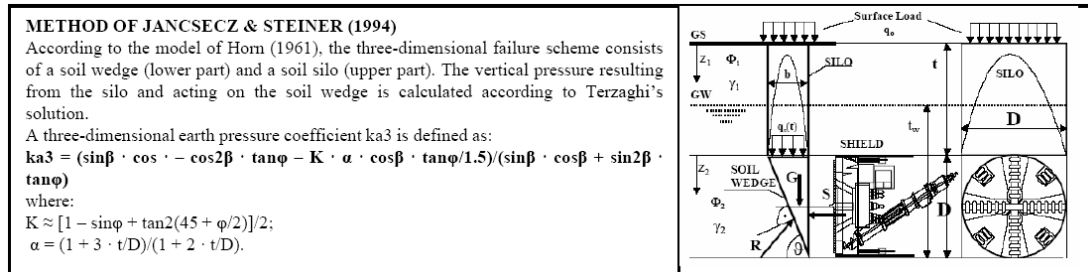 METHOD OF JANCSECZ & STEINER (1994)
According to the model of Horn (1961), the three-dimensional failure scheme consists
of a soil wedge (lower part) and a soil silo (upper part). The vertical pressure resulting
from the silo and acting on the soil wedge is calculated according to Terzaghi's
solution.
A three-dimensional earth pressure coefficient ka3 is defined as:
ka3 = (sinβ · cos · – cos2β · tanφ – K · α · cosβ · tanφ/1.5)/(sinβ · cosβ + sin2β ·
tanφ)
where:
K ≈ [1 – sinφ + tan2(45 + φ/2)]/2;
α = (1 + 3 · t/D)/(1 + 2 · t/D).
Surface Load
qo
GS
z1 Φ1
γ1
b
SILO
t
SILO
GW
tw
D
qv(t)
SHIELD
z2
SOIL
WEDGE
G
S
D
Φ2
γ2
R
ϑ